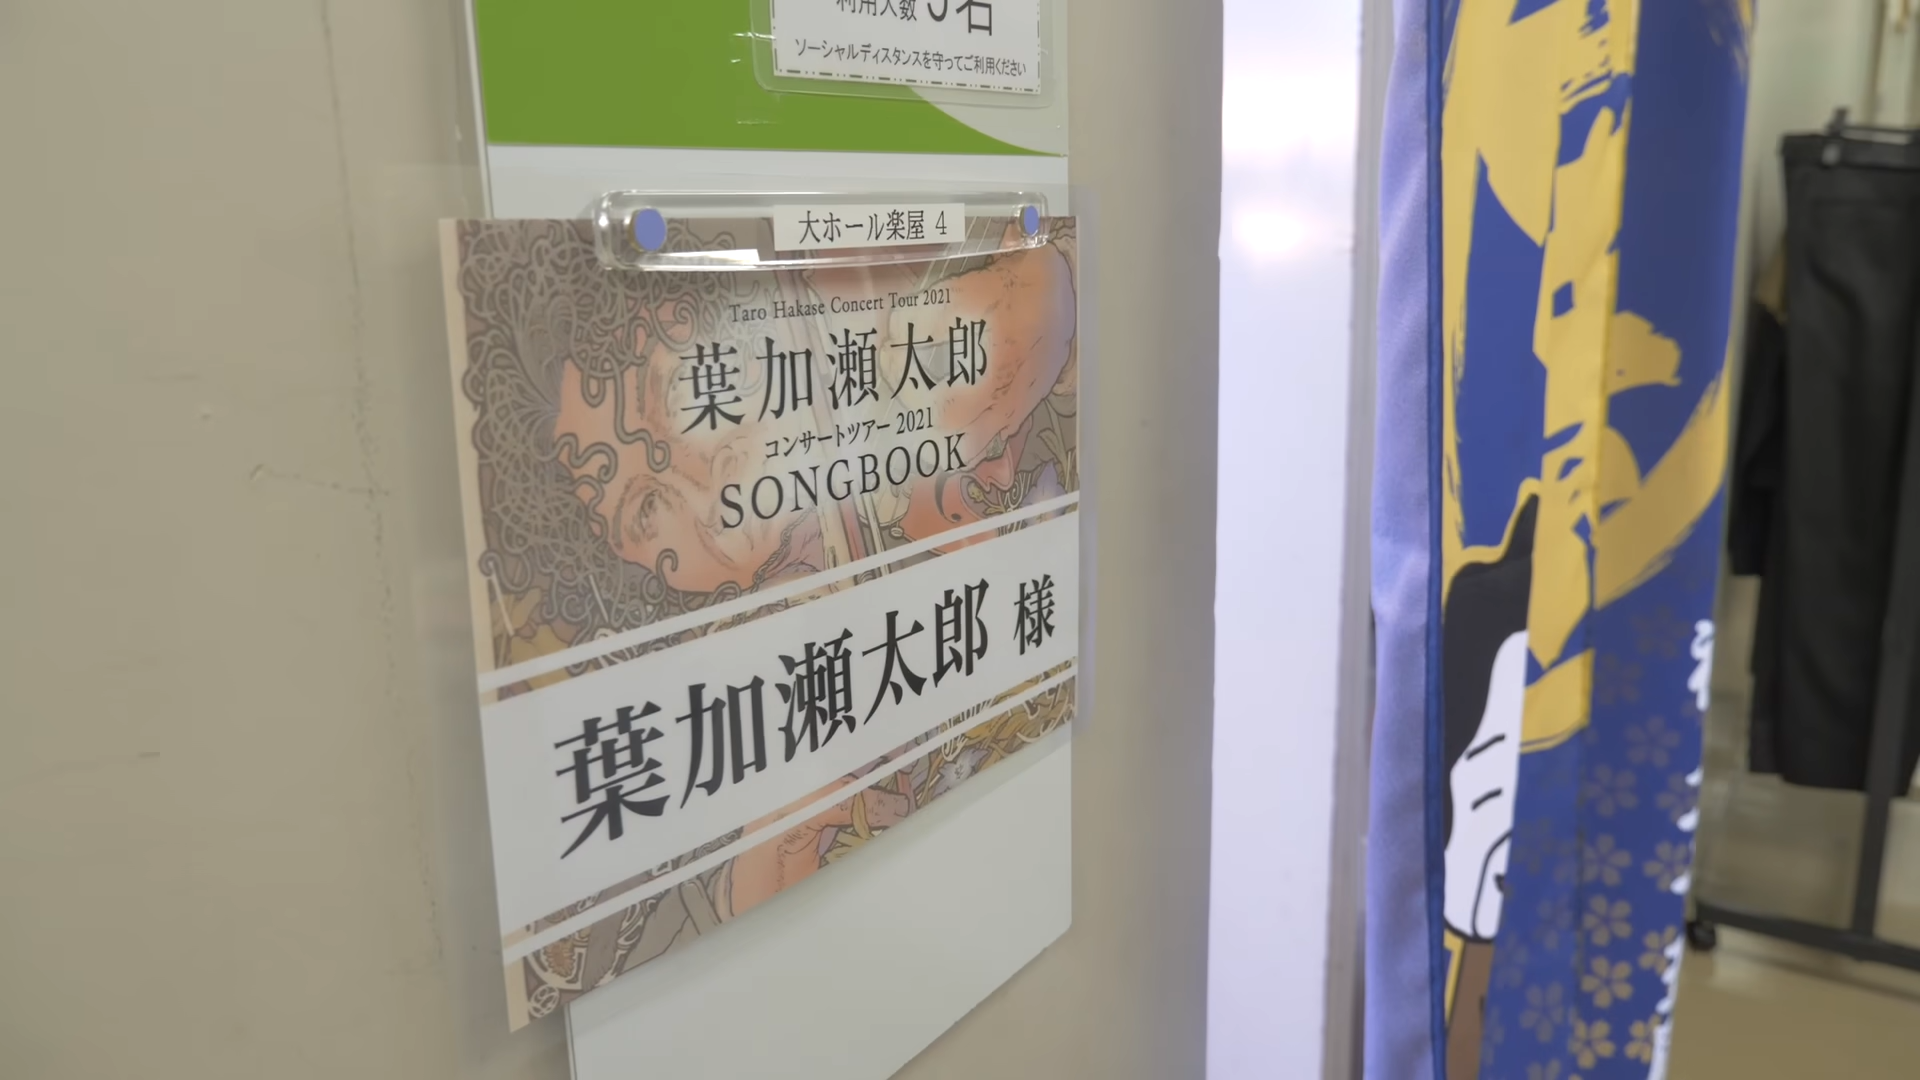 利用人数 5名
ソーシャルディスタンスを守ってご利用ください
大ホール楽屋 4
Taro Hakase Concert Tour 2021
葉加瀬太郎
コンサートツアー 2021
SONGBOOK
葉加瀬太郎 様